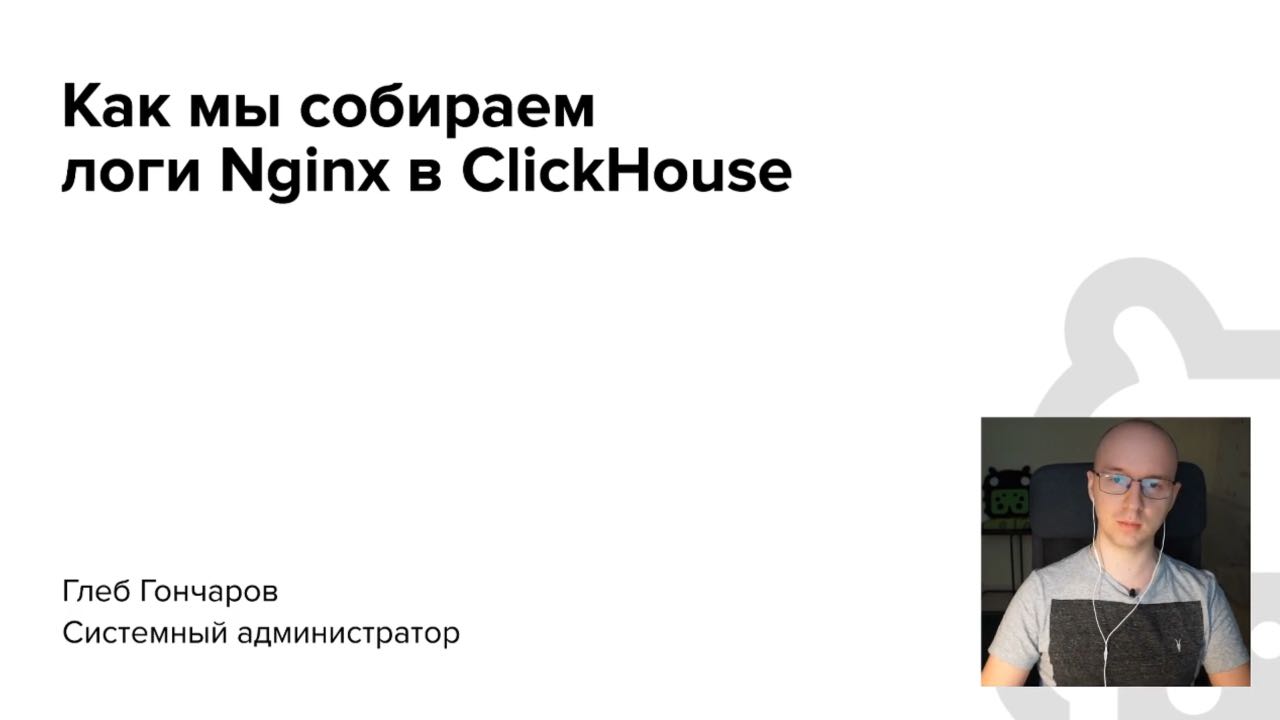 Как мы собираем
логи Nginx в ClickHouse
Глеб Гончаров
Системный администратор